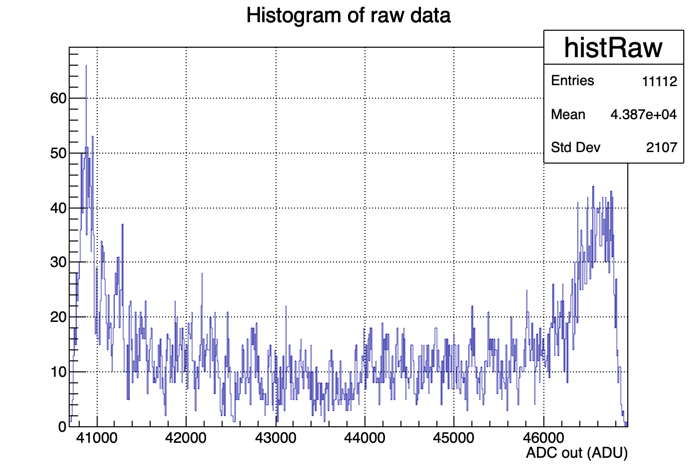 Histogram of raw data
histRaw
Entries 11112
Mean 4.387e+04
Std Dev 2107
60
50
40
30
20
10
0
41000 42000 43000 44000 45000 46000
ADC out (ADU)